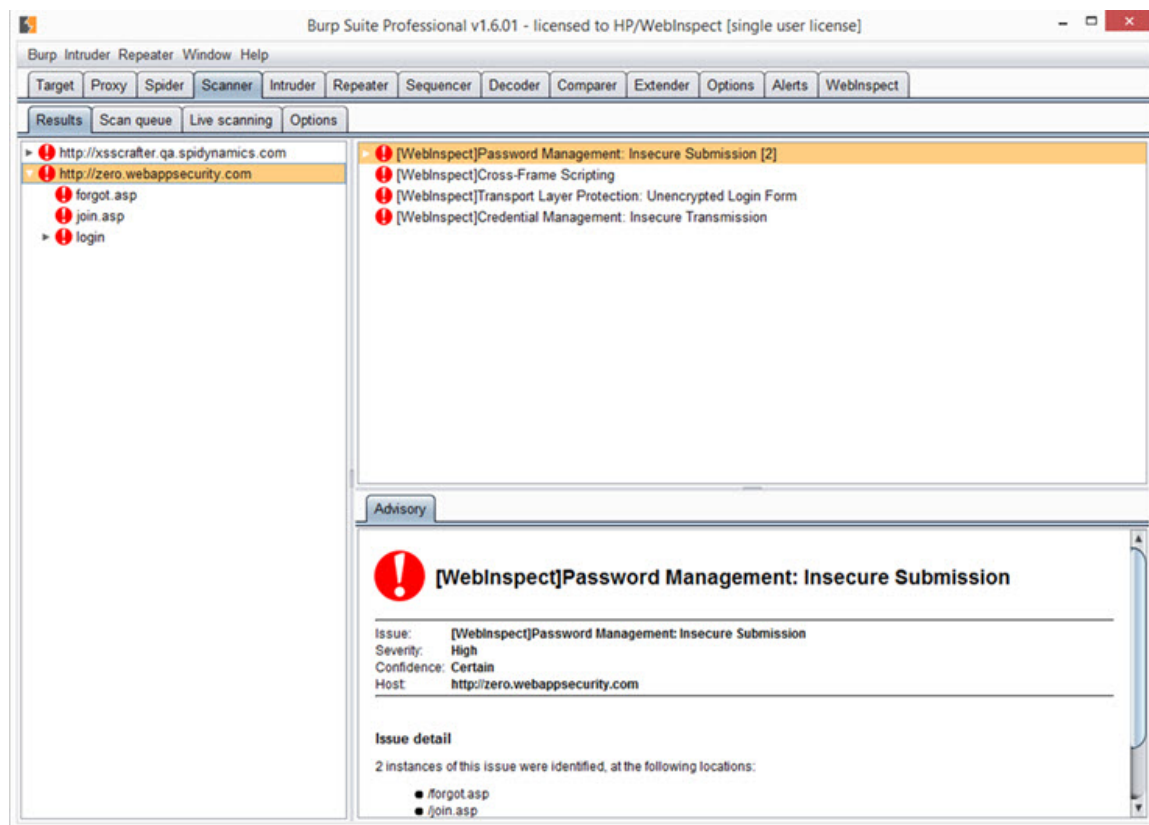 Burp Suite Professional v1.6.01 - licensed to HP/WebInspect [single user license]
Burp Intruder Repeater Window Help
Target Proxy Spider Scanner Intruder Repeater Sequencer Decoder Comparer Extender Options Alerts WebInspect
Results Scan queue Live scanning Options
http://xsscrafter.qa.spidynamics.com
http://zero.webappsecurity.com
forgot.asp
join.asp
login
[WebInspect]Password Management: Insecure Submission [2]
[WebInspect]Cross-Frame Scripting
[WebInspect]Transport Layer Protection: Unencrypted Login Form
[WebInspect]Credential Management: Insecure Transmission
Advisory
[WebInspect]Password Management: Insecure Submission
Issue: [WebInspect]Password Management: Insecure Submission
Severity: High
Confidence: Certain
Host: http://zero.webappsecurity.com
Issue detail
2 instances of this issue were identified, at the following locations:
/forgot.asp
/join.asp